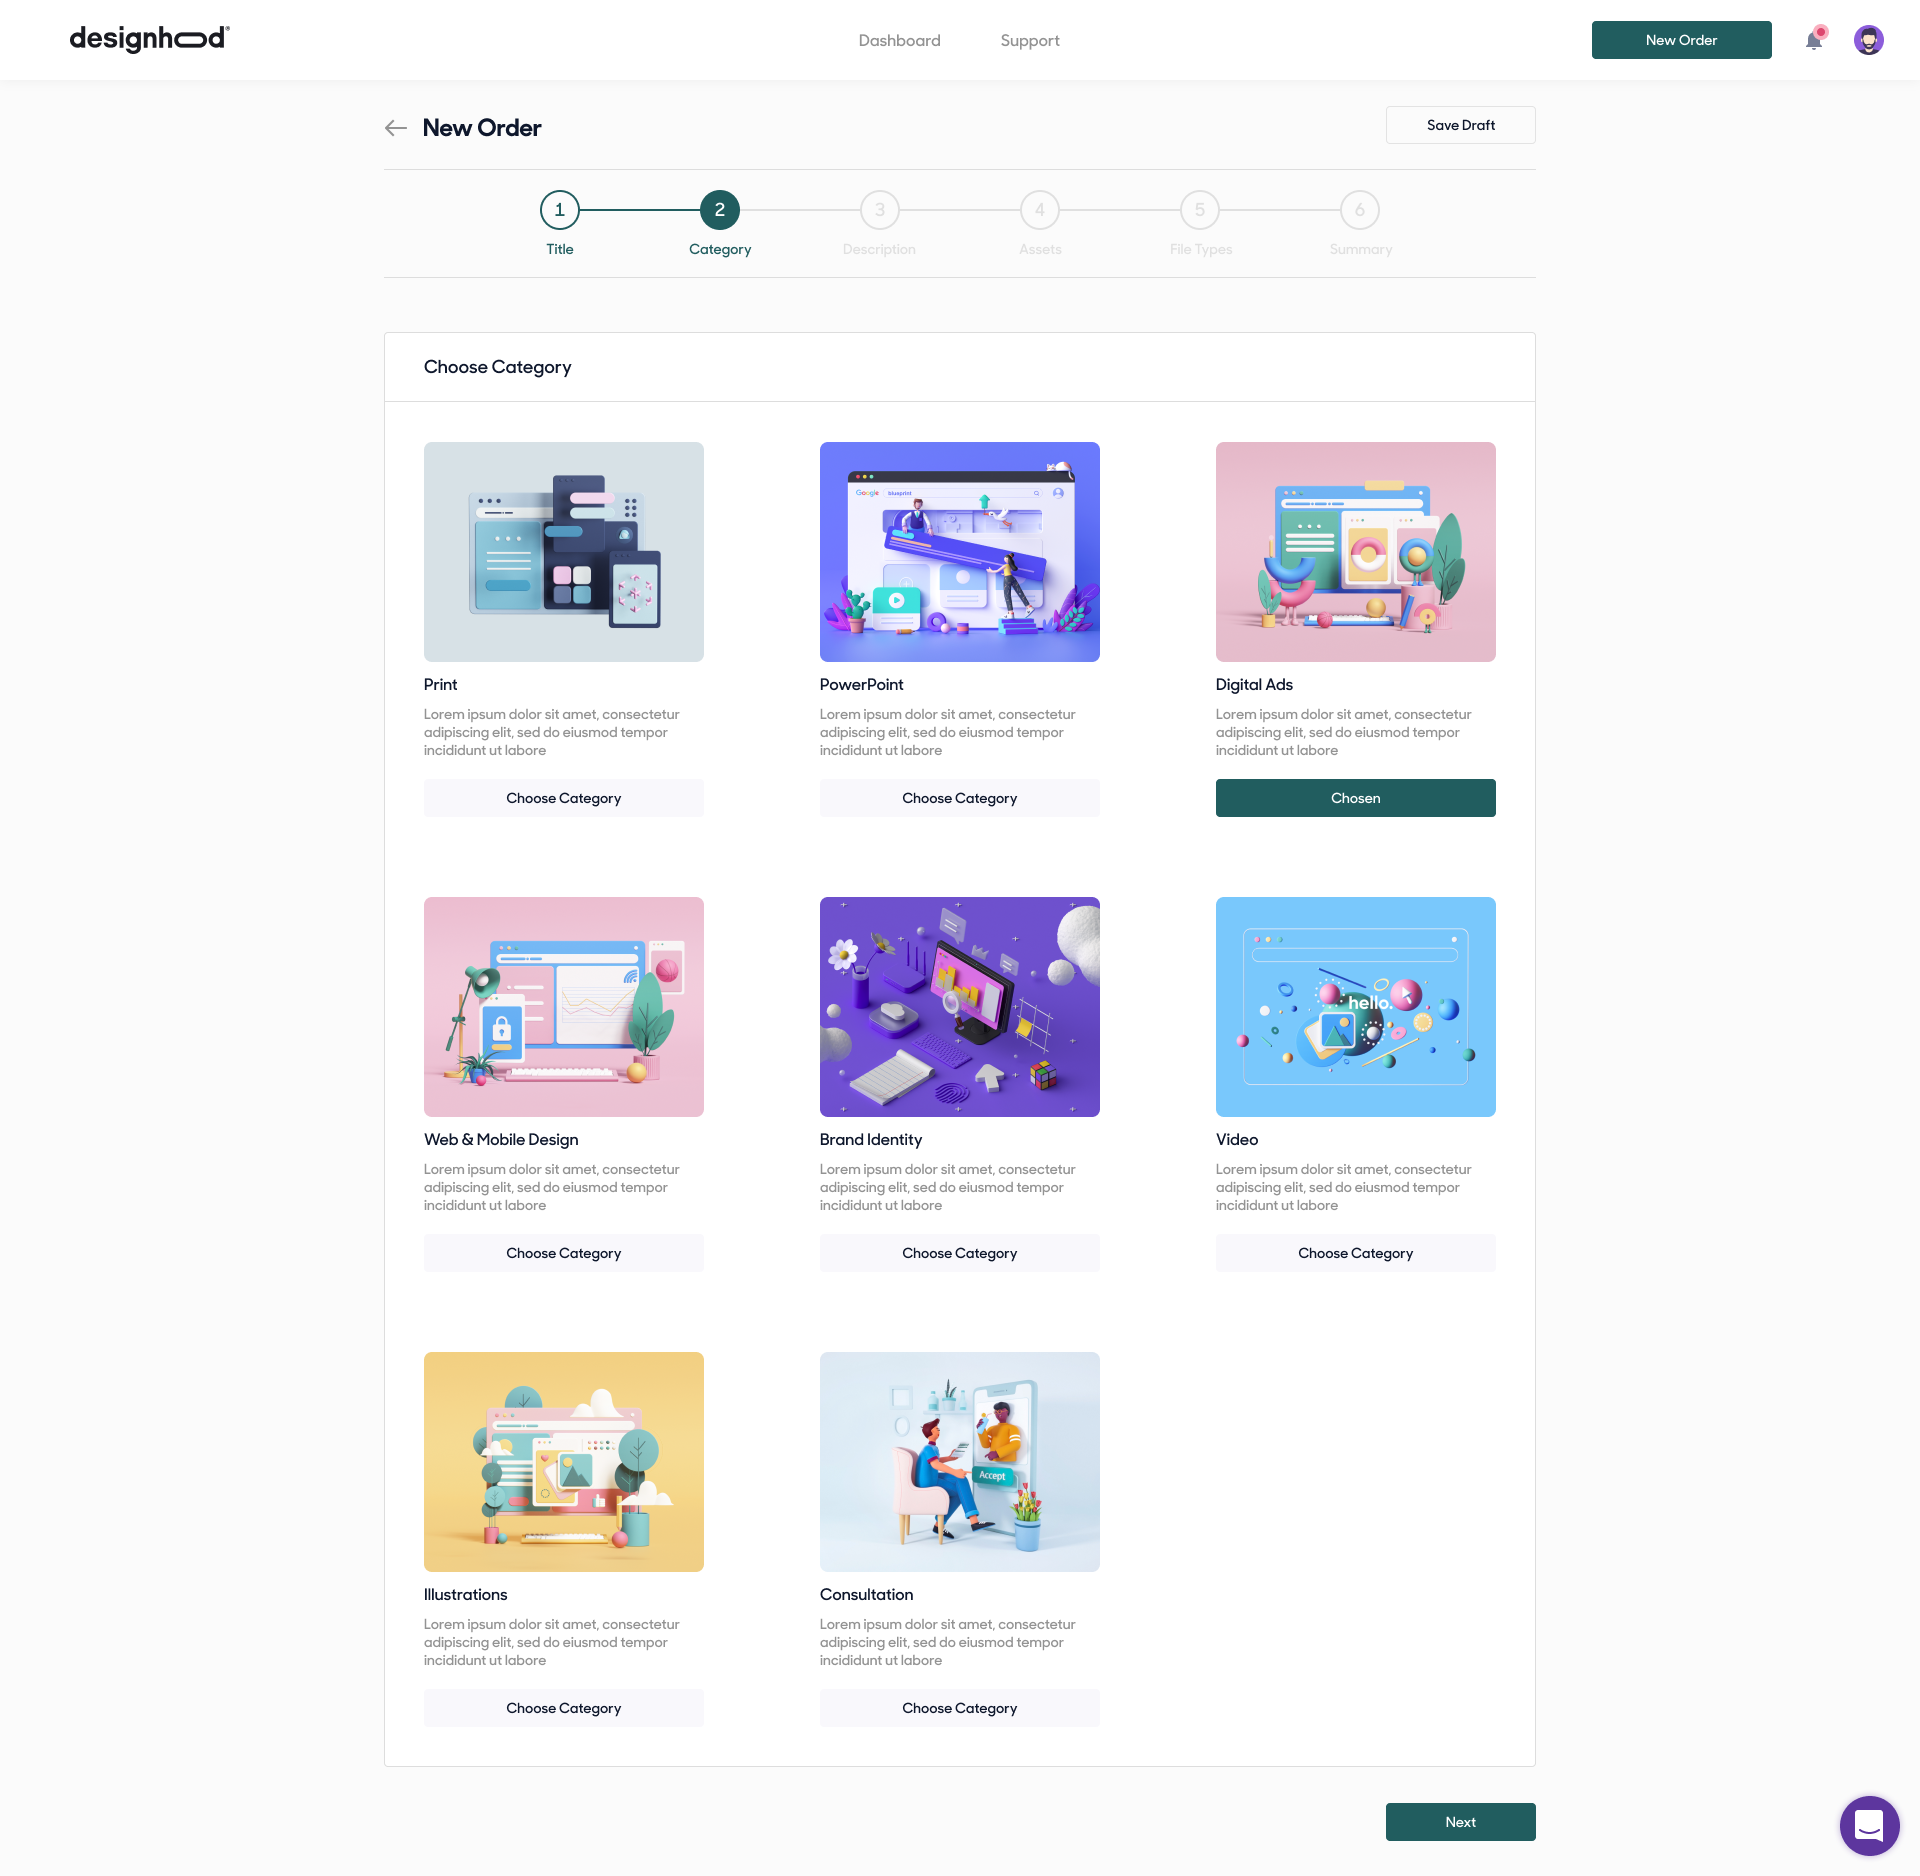 designhood®
Dashboard
Support
New Order
New Order
Save Draft
1
2
3
4
5
6
Title
Category
Description
Assets
File Types
Summary
Choose Category
Google
blueprint
Print
PowerPoint
Digital Ads
Lorem ipsum dolor sit amet, consectetur
adipiscing elit, sed do eiusmod tempor
incididunt ut labore
Lorem ipsum dolor sit amet, consectetur
adipiscing elit, sed do eiusmod tempor
incididunt ut labore
Lorem ipsum dolor sit amet, consectetur
adipiscing elit, sed do eiusmod tempor
incididunt ut labore
Choose Category
Choose Category
Chosen
hello.
Web & Mobile Design
Brand Identity
Video
Lorem ipsum dolor sit amet, consectetur
adipiscing elit, sed do eiusmod tempor
incididunt ut labore
Lorem ipsum dolor sit amet, consectetur
adipiscing elit, sed do eiusmod tempor
incididunt ut labore
Lorem ipsum dolor sit amet, consectetur
adipiscing elit, sed do eiusmod tempor
incididunt ut labore
Choose Category
Choose Category
Choose Category
Accept
Illustrations
Consultation
Lorem ipsum dolor sit amet, consectetur
adipiscing elit, sed do eiusmod tempor
incididunt ut labore
Lorem ipsum dolor sit amet, consectetur
adipiscing elit, sed do eiusmod tempor
incididunt ut labore
Choose Category
Choose Category
Next